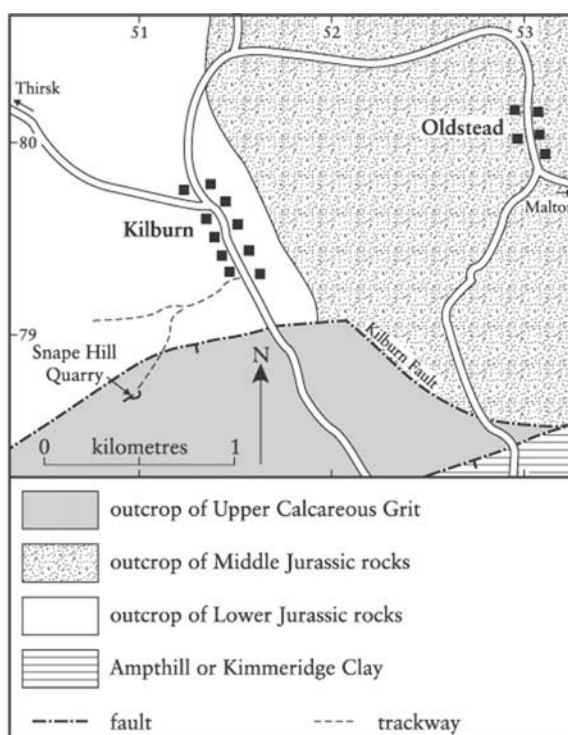 51
52
53
Thirsk
80
Oldstead
Malton
Kilburn
79
Snape Hill
Quarry
N
Kilburn Fault
0 kilometres 1
outcrop of Upper Calcareous Grit
outcrop of Middle Jurassic rocks
outcrop of Lower Jurassic rocks
Ampthill or Kimmeridge Clay
fault
trackway